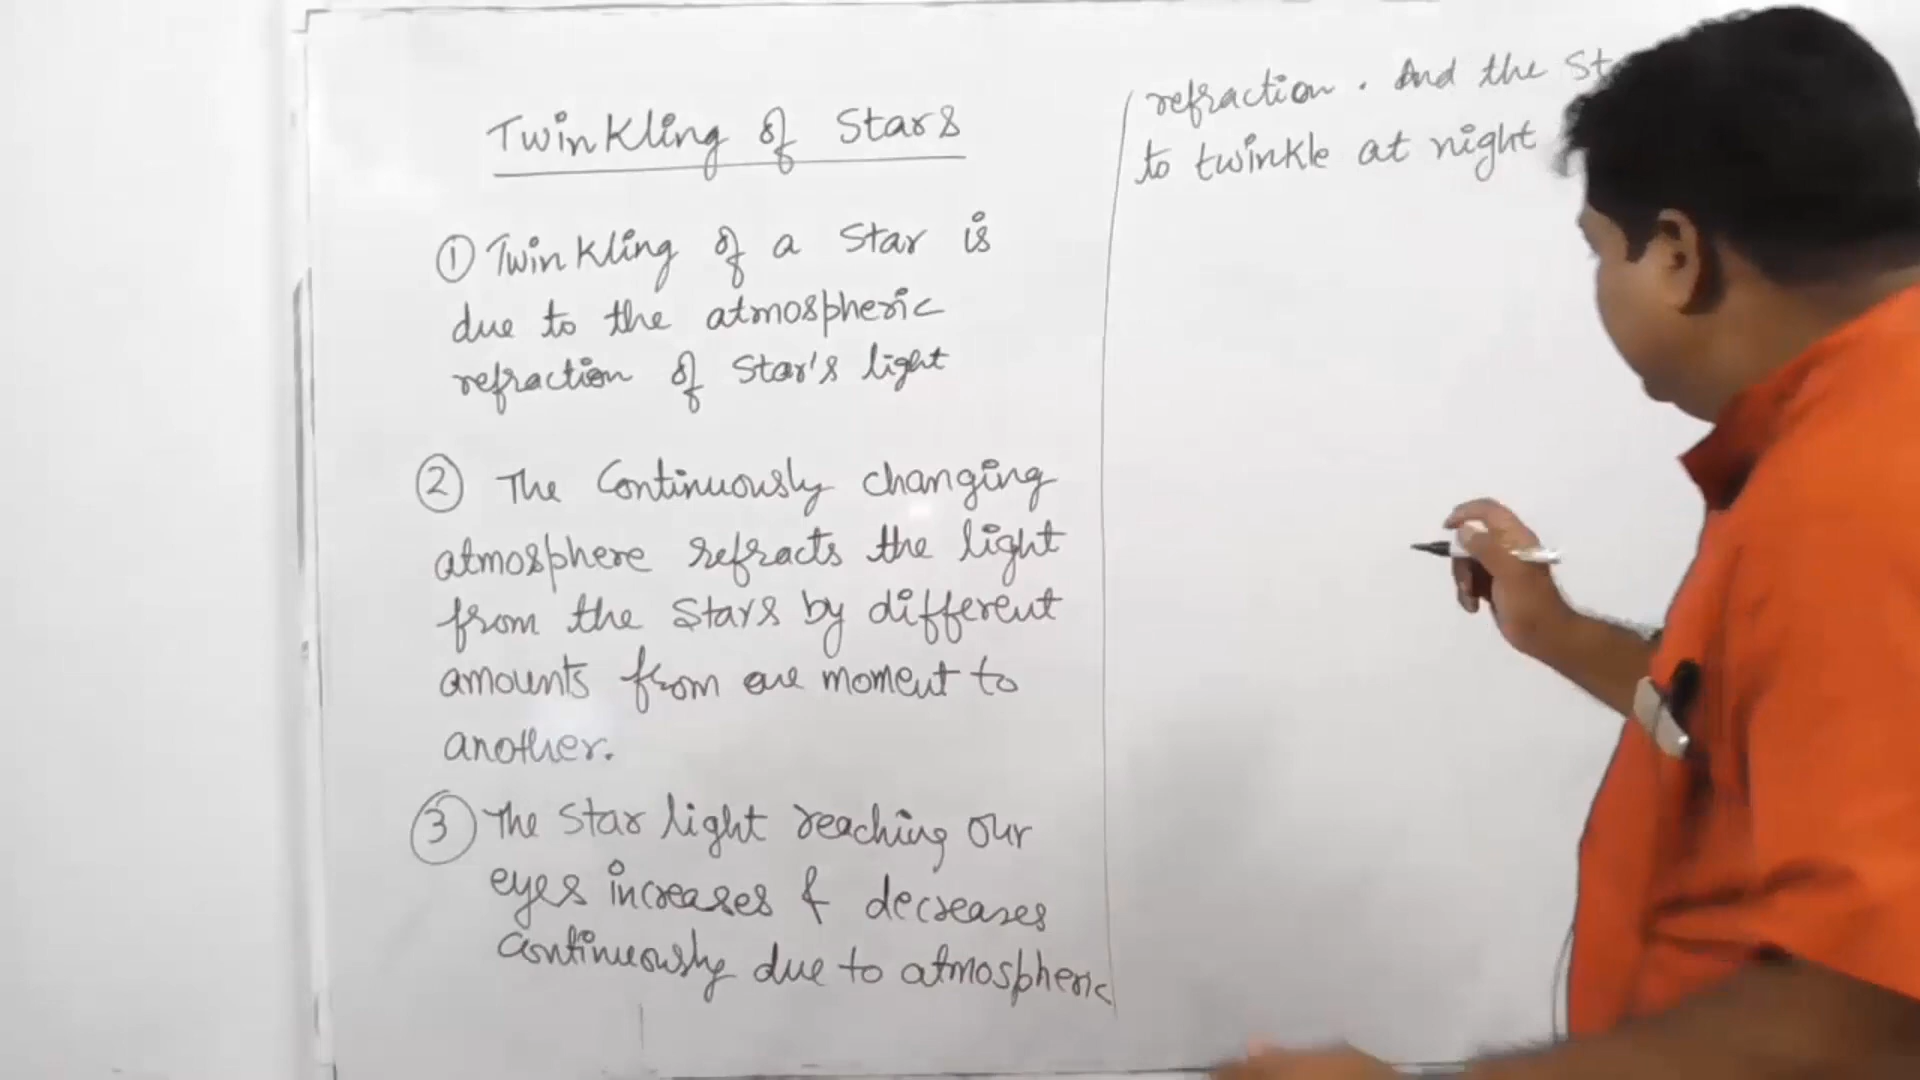 Twinkling of Stars
① Twinkling of a Star is
due to the atmospheric
refraction of Star's light
② The Continuously changing
atmosphere refracts the light
from the Stars by different
amounts from one moment to
another.
③ The Star light reaching our
eyes increases & decreases
Continuously due to atmospheric
refraction. And the
to twinkle at night